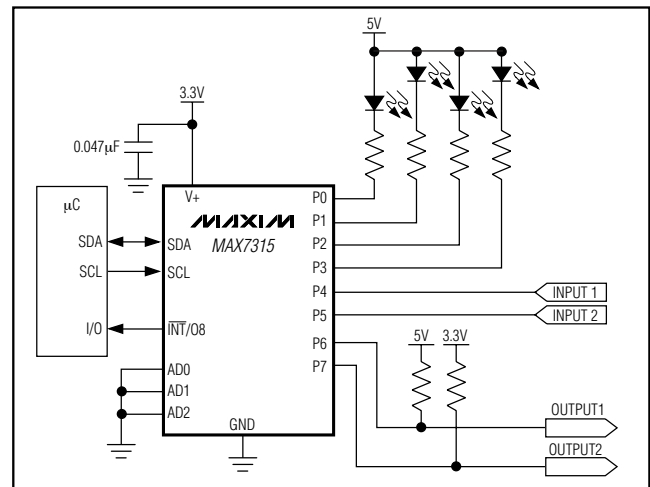 5V
3.3V
0.047μF
μC
V+
P0
MAXIM
P1
SDA
SDA
MAX7315
P2
SCL
SCL
P3
P4
INPUT 1
I/O
INT/O8
P5
INPUT 2
P6
5V
3.3V
AD0
P7
AD1
OUTPUT1
AD2
GND
OUTPUT2